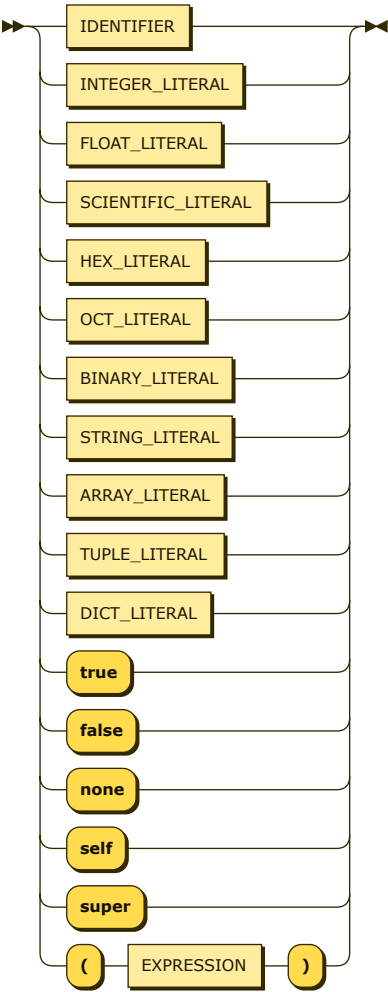 IDENTIFIER
INTEGER_LITERAL
FLOAT_LITERAL
SCIENTIFIC_LITERAL
HEX_LITERAL
OCT_LITERAL
BINARY_LITERAL
STRING_LITERAL
ARRAY_LITERAL
TUPLE_LITERAL
DICT_LITERAL
true
false
none
self
super
( EXPRESSION )